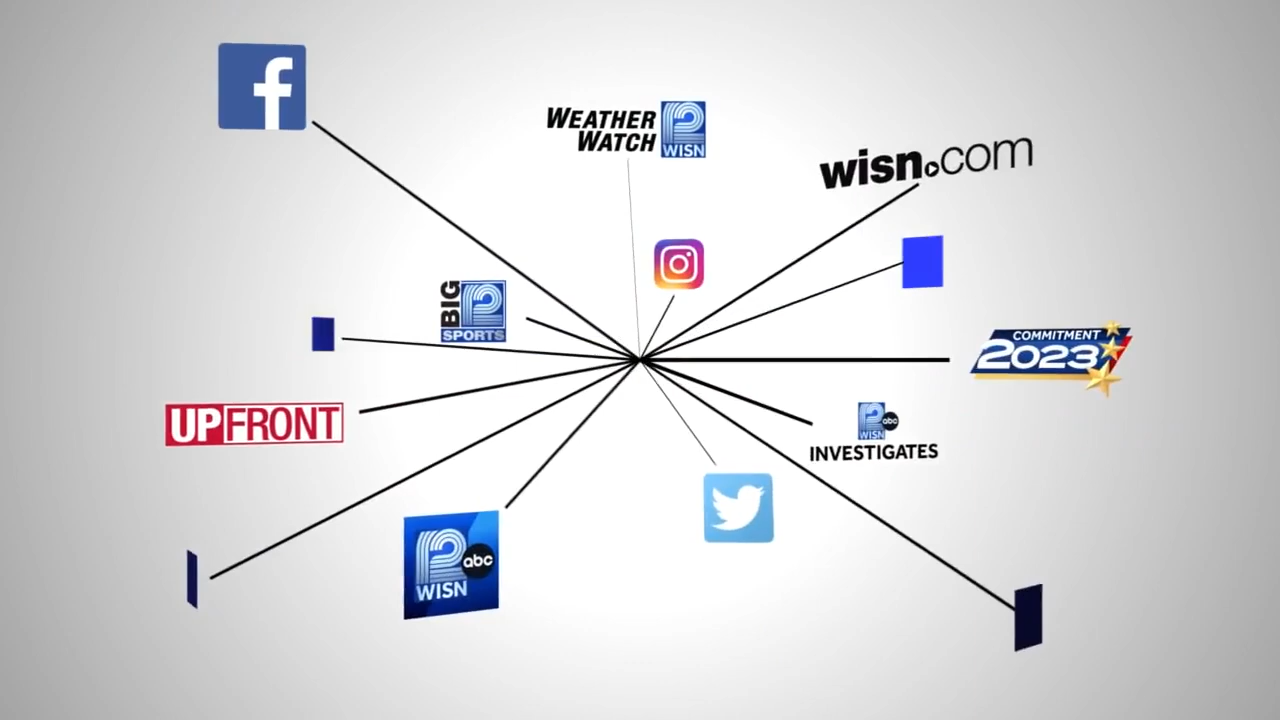 f
WEATHER
WATCH
12
WISN
wisn.com
BIG
12
SPORTS
COMMITMENT
2023
UPFRONT
12
abc
WISN
INVESTIGATES
12
abc
WISN